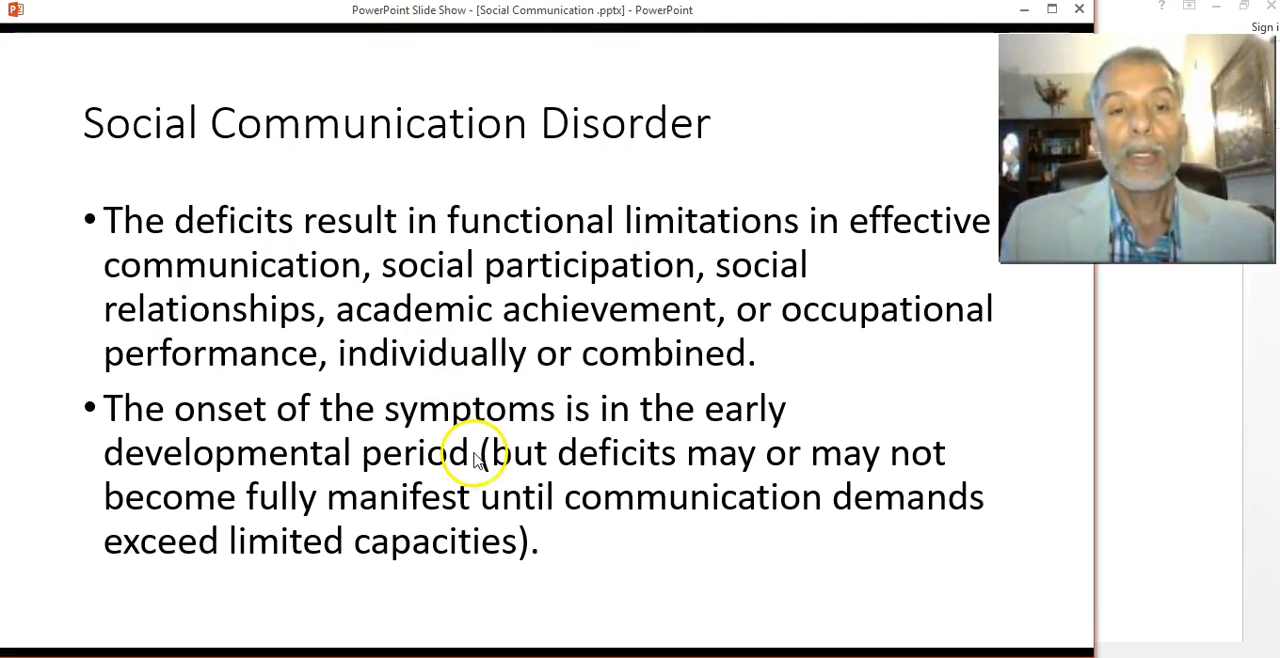 PowerPoint Slide Show - [Social Communication .pptx] - PowerPoint
Sign i
Social Communication Disorder
• The deficits result in functional limitations in effective
communication, social participation, social
relationships, academic achievement, or occupational
performance, individually or combined.
• The onset of the symptoms is in the early
developmental period (but deficits may or may not
become fully manifest until communication demands
exceed limited capacities).